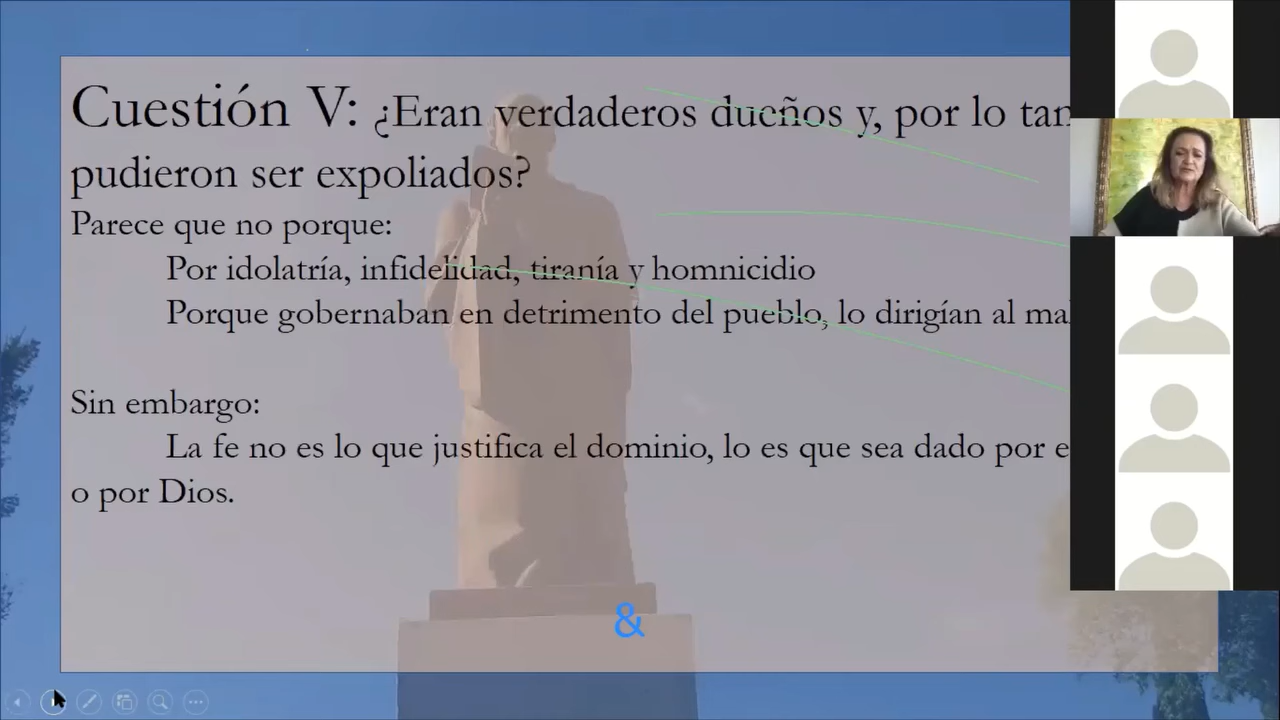 Cuestión V: ¿Eran verdaderos dueños y, por lo tan
pudieron ser expoliados?
Parece que no porque:
Por idolatría, infidelidad, tiranía y homnicidio
Porque gobernaban en detrimento del pueblo, lo dirigían al mal
Sin embargo:
La fe no es lo que justifica el dominio, lo es que sea dado por e
o por Dios.
&